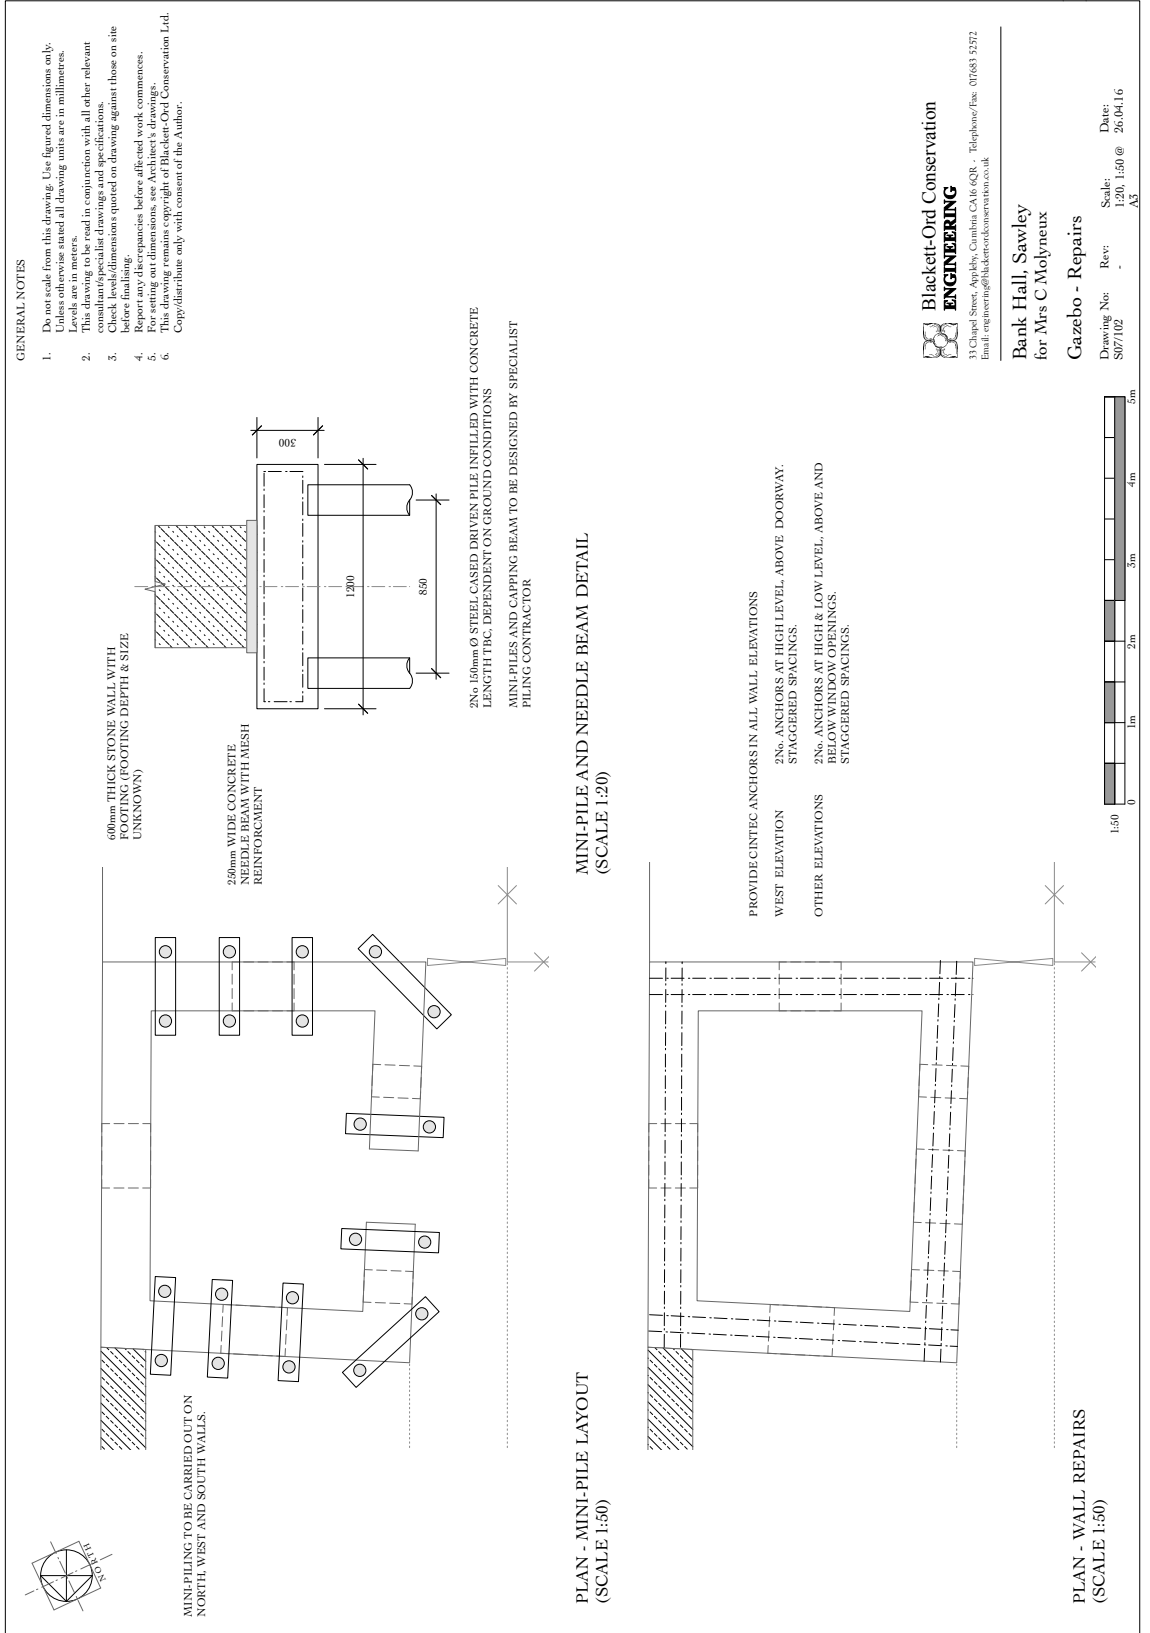 NORTH
MINI-PILING TO BE CARRIED OUT ON
NORTH, WEST AND SOUTH WALLS.
600mm THICK STONE WALL WITH
FOOTING (FOOTING DEPTH & SIZE
UNKNOWN)
250mm WIDE CONCRETE
NEEDLE BEAM WITH MESH
REINFORCMENT
300
1200
850
2No 150mm Ø STEEL CASED DRIVEN PILE INFILLED WITH CONCRETE
LENGTH TBC, DEPENDENT ON GROUND CONDITIONS
MINI-PILES AND CAPPING BEAM TO BE DESIGNED BY SPECIALIST
PILING CONTRACTOR
GENERAL NOTES
1. Do not scale from this drawing. Use figured dimensions only.
Unless otherwise stated all drawing units are in millimetres.
Levels are in meters.
2. This drawing to be read in conjunction with all other relevant
consultant/specialist drawings and specifications.
3. Check levels/dimensions quoted on drawing against those on site
before finalising.
4. Report any discrepancies before affected work commences.
5. For setting out dimensions, see Architect's drawings.
6. This drawing remains copyright of Blackett-Ord Conservation Ltd.
Copy/distribute only with consent of the Author.
PLAN - MINI-PILE LAYOUT
(SCALE 1:50)
MINI-PILE AND NEEDLE BEAM DETAIL
(SCALE 1:20)
PROVIDE CINTEC ANCHORS IN ALL WALL ELEVATIONS
WEST ELEVATION 2No. ANCHORS AT HIGH LEVEL, ABOVE DOORWAY.
STAGGERED SPACINGS.
OTHER ELEVATIONS 2No. ANCHORS AT HIGH & LOW LEVEL, ABOVE AND
BELOW WINDOW OPENINGS.
STAGGERED SPACINGS.
PLAN - WALL REPAIRS
(SCALE 1:50)
1:50
0 1m 2m 3m 4m 5m
Blackett-Ord Conservation
ENGINEERING
33 Chapel Street, Appleby, Cumbria CA16 6QR - Telephone/Fax: 017683 52572
Email: engineering@blackett-ordconservation.co.uk
Bank Hall, Sawley
for Mrs C Molyneux
Gazebo - Repairs
Drawing No: Rev: Scale: Date:
S07/102 - 1:20, 1:50 @ 26.04.16
A3